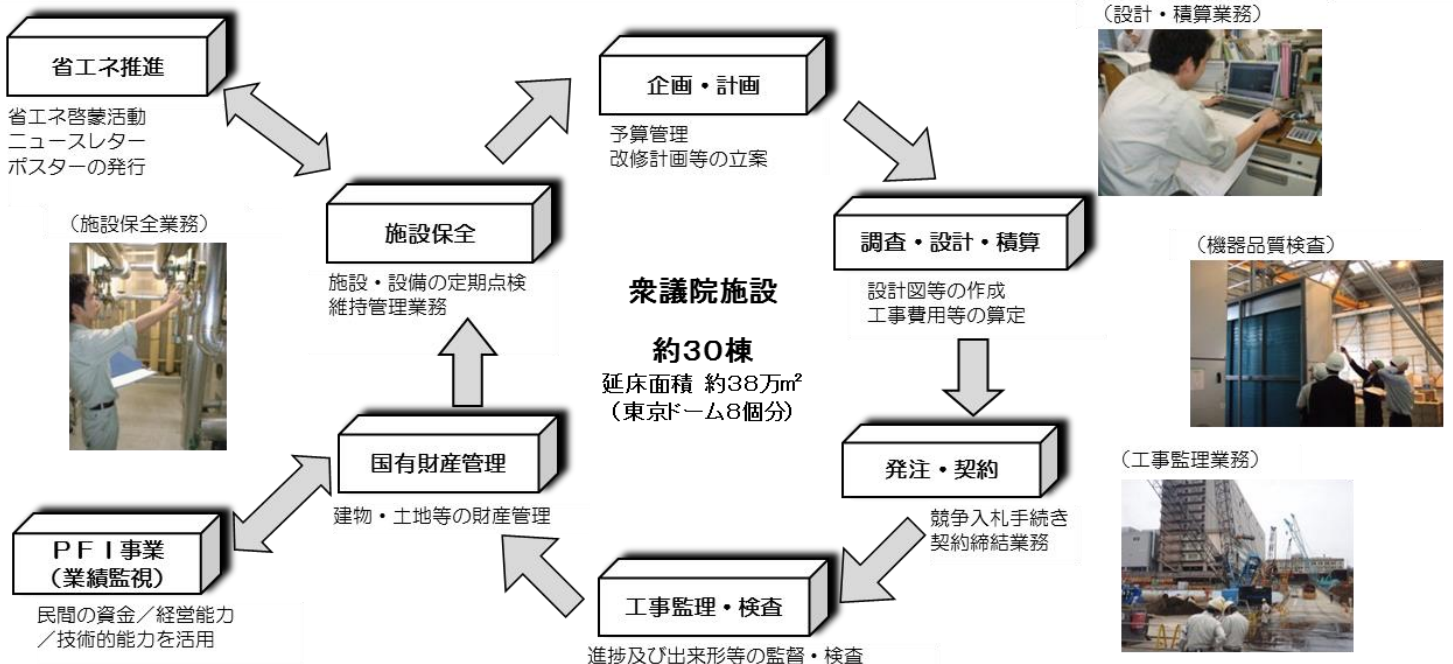 （設計・積算業務）
省エネ推進
省エネ啓蒙活動
ニュースレター
ポスターの発行
企画・計画
予算管理
改修計画等の立案
（施設保全業務）
施設保全
施設・設備の定期点検
維持管理業務
調査・設計・積算
設計図等の作成
工事費用等の算定
（機器品質検査）
衆議院施設
約30棟
延床面積 約38万㎡
（東京ドーム8個分）
国有財産管理
建物・土地等の財産管理
発注・契約
競争入札手続き
契約締結業務
（工事監理業務）
ＰＦＩ事業
（業績監視）
民間の資金／経営能力
／技術的能力を活用
工事監理・検査
進捗及び出来形等の監督・検査